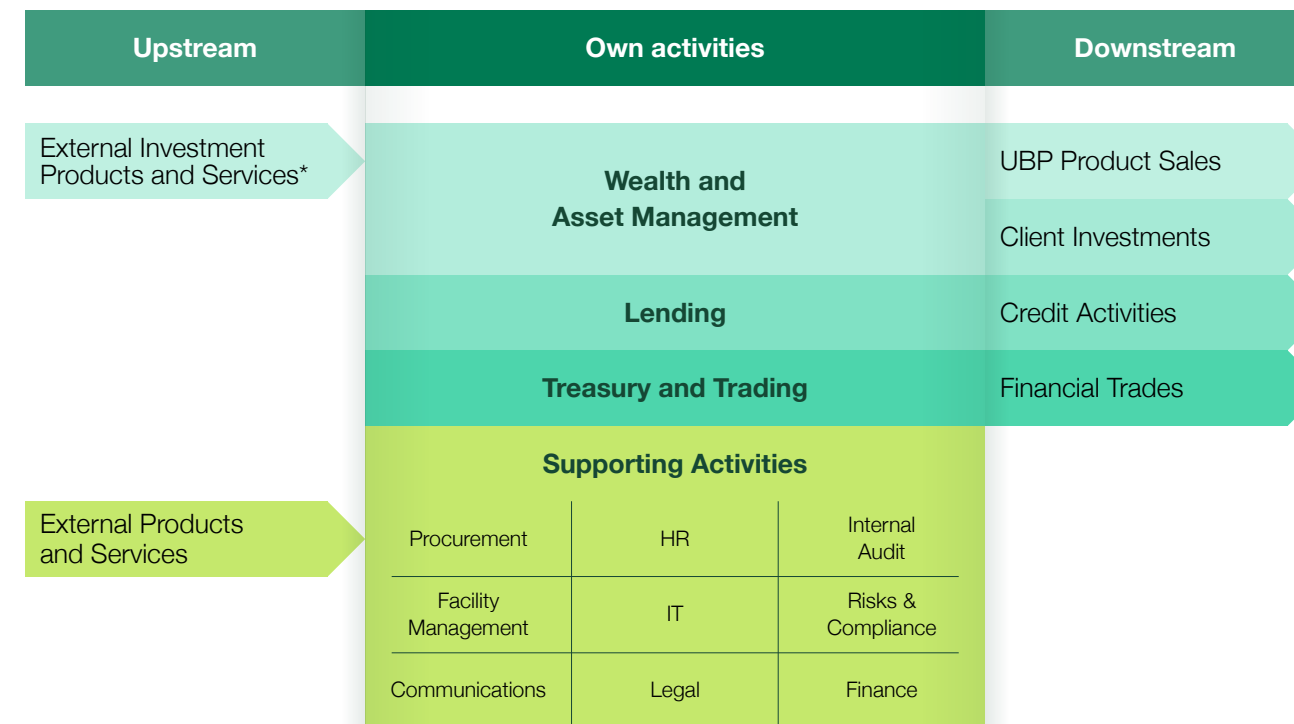 Upstream
Own activities
Downstream
External Investment
Products and Services*
Wealth and
Asset Management
UBP Product Sales
Client Investments
Lending
Credit Activities
Treasury and Trading
Financial Trades
Supporting Activities
External Products
and Services
Procurement
HR
Internal
Audit
Facility
Management
IT
Risks &
Compliance
Communications
Legal
Finance